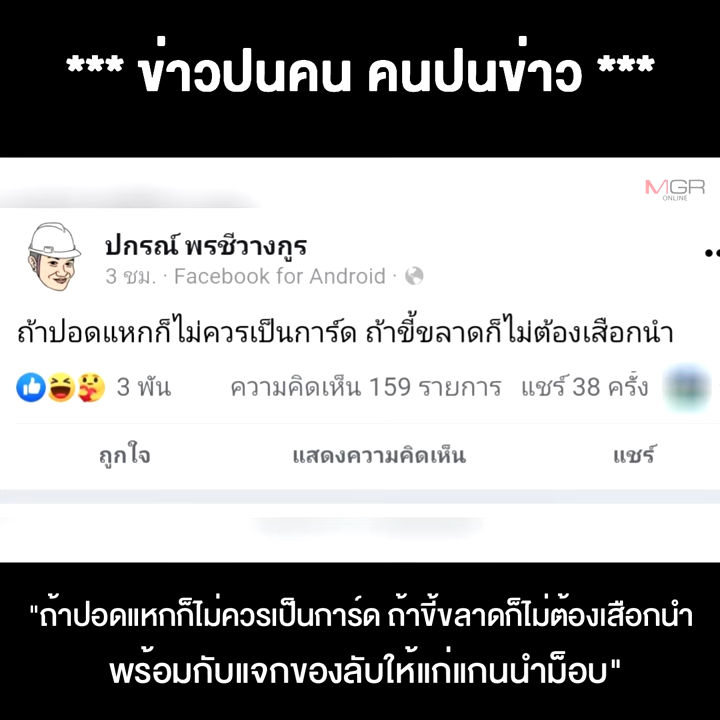 *** ข่าวปนคน คนปนข่าว ***
MGR
ONLINE
ปกรณ์ พรชีวางกูร
3 ชม. · Facebook for Android ·
ถ้าปอดแหกก็ไม่ควรเป็นการ์ด ถ้าขี้ขลาดก็ไม่ต้องเสือกนำ
3 พัน ความคิดเห็น 159 รายการ แชร์ 38 ครั้ง
ถูกใจ แสดงความคิดเห็น แชร์
"ถ้าปอดแหกก็ไม่ควรเป็นการ์ด ถ้าขี้ขลาดก็ไม่ต้องเสือกนำ
พร้อมกับแจกของลับให้แก่แกนนำม็อบ"